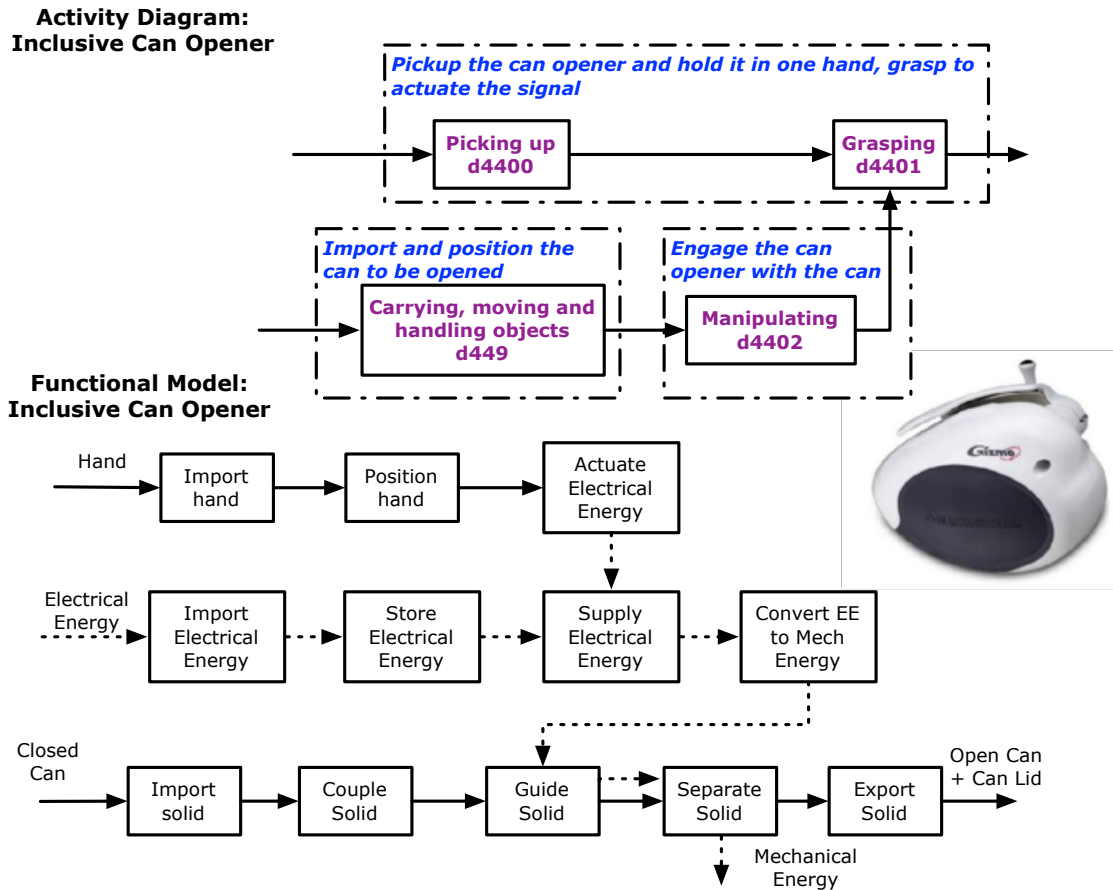 Activity Diagram:
Inclusive Can Opener
Pickup the can opener and hold it in one hand, grasp to
actuate the signal
Picking up
d4400
Grasping
d4401
Import and position the
can to be opened
Engage the can
opener with the can
Carrying, moving and
handling objects
d449
Manipulating
d4402
Functional Model:
Inclusive Can Opener
Gizmo
Hand
Import
hand
Position
hand
Actuate
Electrical
Energy
Electrical
Energy
Import
Electrical
Energy
Store
Electrical
Energy
Supply
Electrical
Energy
Convert EE
to Mech
Energy
Closed
Can
Import
solid
Couple
Solid
Guide
Solid
Separate
Solid
Export
Solid
Open Can
+ Can Lid
Mechanical
Energy